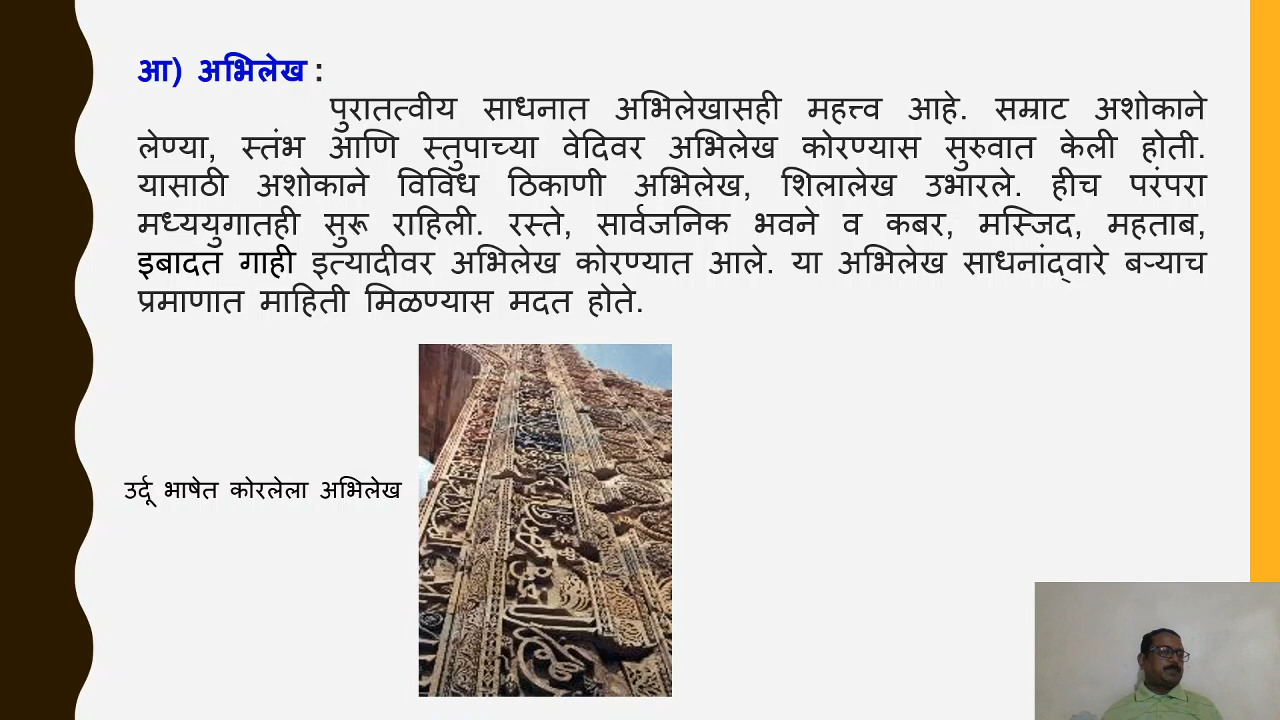 आ) अभिलेख :
पुरातत्वीय साधनात अभिलेखासही महत्त्व आहे. सम्राट अशोकाने
लेण्या, स्तंभ आणि स्तुपाच्या वेदिवर अभिलेख कोरण्यास सुरुवात केली होती.
यासाठी अशोकाने विविध ठिकाणी अभिलेख, शिलालेख उभारले. हीच परंपरा
मध्ययुगातही सुरू राहिली. रस्ते, सार्वजनिक भवने व कबर, मस्जिद, महताब,
इबादत गाही इत्यादीवर अभिलेख कोरण्यात आले. या अभिलेख साधनांद्वारे बऱ्याच
प्रमाणात माहिती मिळण्यास मदत होते.
उर्दू भाषेत कोरलेला अभिलेख